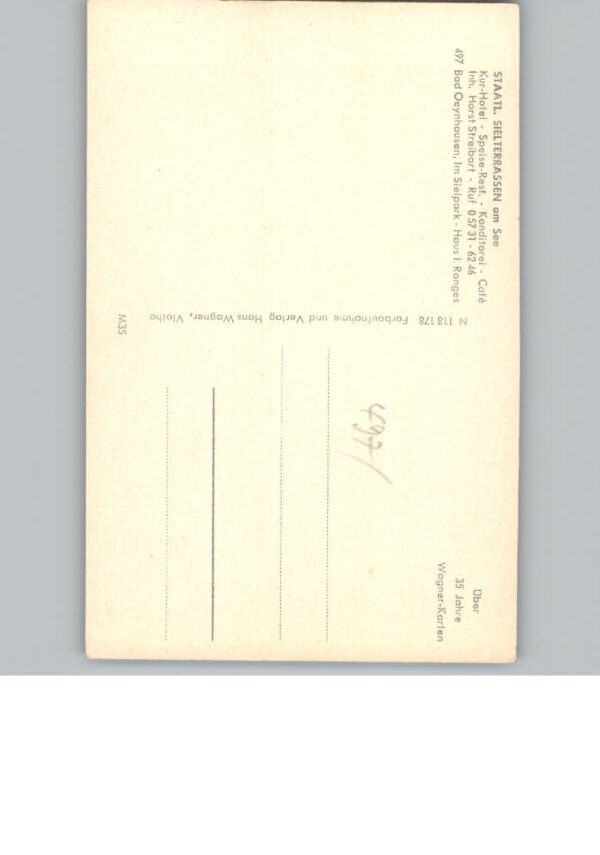 STAATL. SIELTERRASSEN am See
Kur-Hotel - Speise-Rest. - Konditorei - Café
Inh. Horst Streibart - Ruf 0 57 31 - 62 46
497 Bad Oeynhausen, Im Sielpark - Haus I. Ranges
N 118 178 Farbaufnahme und Verlag Hans Wagner, Vlotho
M35
497/
Über
35 Jahre
Wagner-Karten